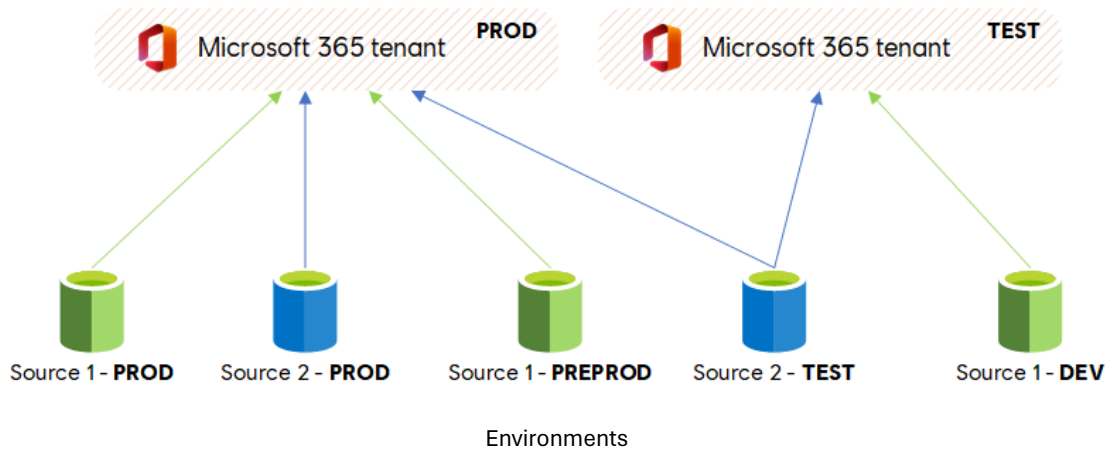 Microsoft 365 tenant PROD
Microsoft 365 tenant TEST
Source 1 - PROD
Source 2 - PROD
Source 1 - PREPROD
Source 2 - TEST
Source 1 - DEV
Environments